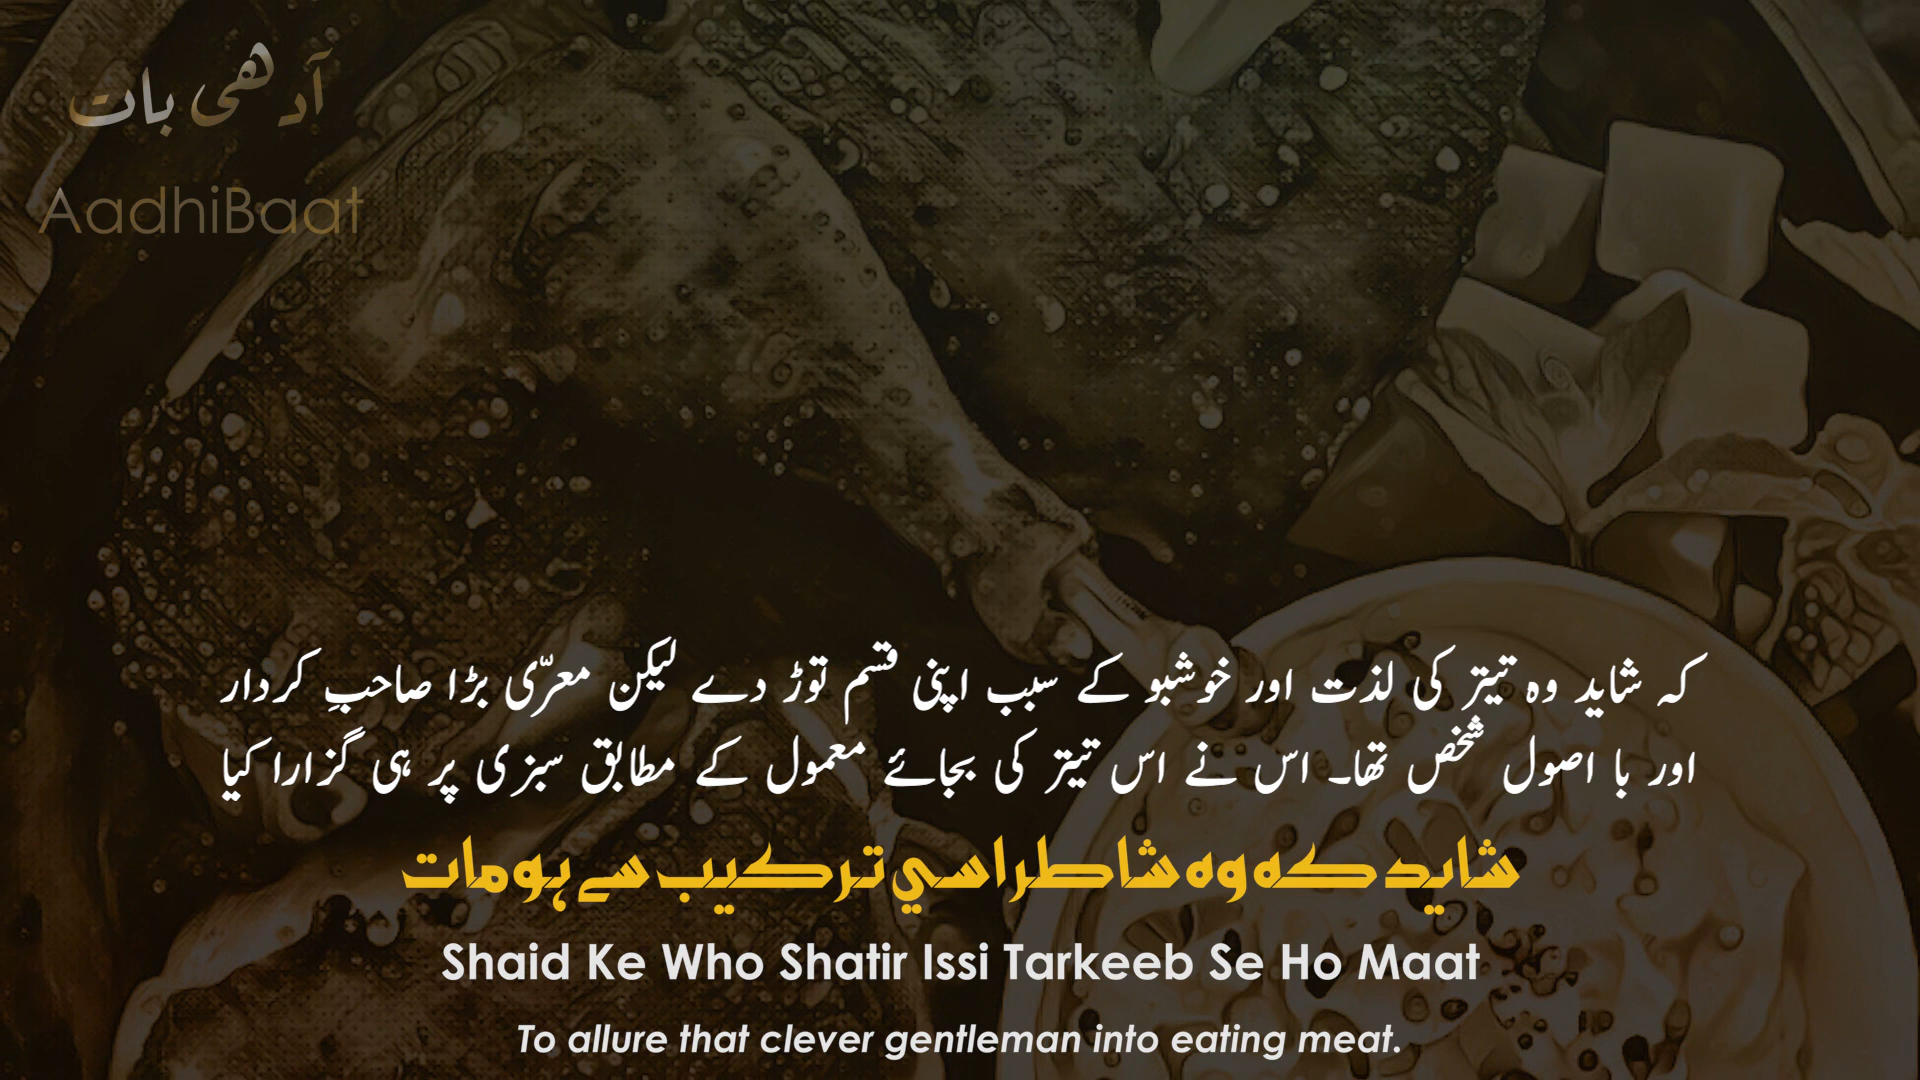 آدھی بات
AadhiBaat
کہ شاید وہ تیتر کی لذت اور خوشبو کے سبب اپنی قسم توڑ دے لیکن معرّی بڑا صاحبِ کردار
اور با اصول شخص تھا۔ اس نے اس تیتر کی بجائے معمول کے مطابق سبزی پر ہی گزارا کیا
شاید کہ وہ شاطر اسي ترکیب سے ہو مات
Shaid Ke Who Shatir Issi Tarkeeb Se Ho Maat
To allure that clever gentleman into eating meat.